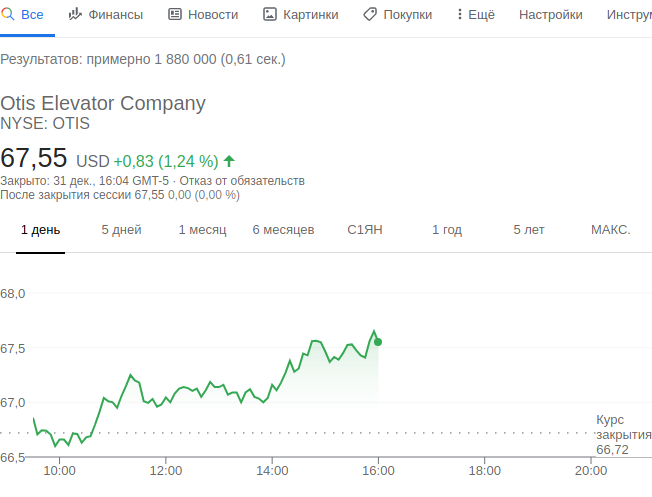 Все Финансы Новости Картинки Покупки Ещё Настройки Инстру
Результатов: примерно 1 880 000 (0,61 сек.)
Otis Elevator Company
NYSE: OTIS
67,55 USD +0,83 (1,24 %)
Закрыто: 31 дек., 16:04 GMT-5 · Отказ от обязательств
После закрытия сессии 67,55 0,00 (0,00 %)
1 день 5 дней 1 месяц 6 месяцев С1ЯН 1 год 5 лет МАКС.
68,0
67,5
67,0
Курс
закрытия
66,72
66,5
10:00 12:00 14:00 16:00 18:00 20:00